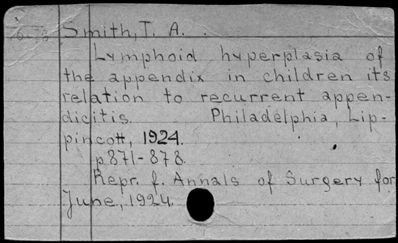 Smith, T. A.
Lymphoid hyperplasia of
the appendix in children its
relation to recurrent appen-
dicitis. Philadelphia, Lip-
pincott, 1924.
p871-878.
Repr. f. Annals of Surgery for
June, 1924.